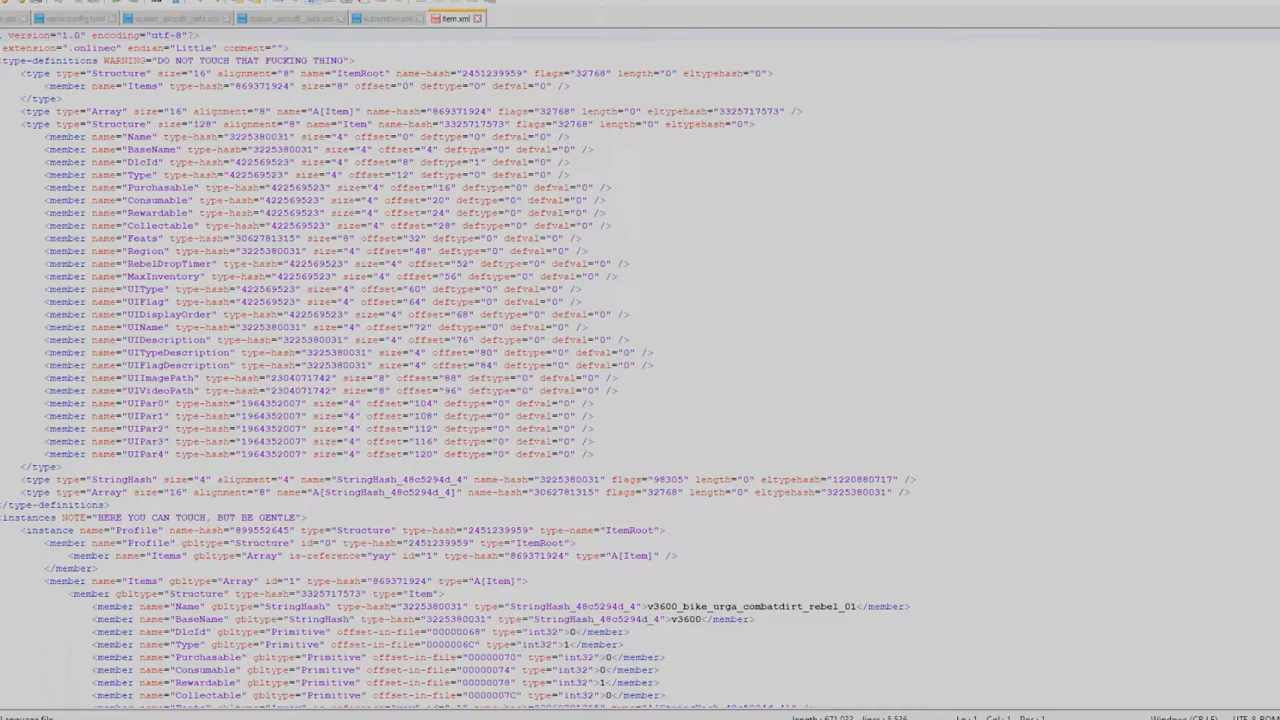 item.xml
version="1.0" encoding="utf-8"?>
extension=".onlinec" endian="Little" comment="">
<type-definitions WARNING="DO NOT TOUCH THAT FUCKING THING">
<type type="Structure" size="16" alignment="8" name="ItemRoot" name-hash="2451239959" flags="32768" length="0" eltypehash="0">
<member name="Items" type-hash="869371924" size="8" offset="0" deftype="0" defval="0" />
</type>
<type type="Array" size="16" alignment="8" name="A[Item]" name-hash="869371924" flags="32768" length="0" eltypehash="3325717573" />
<type type="Structure" size="128" alignment="8" name="Item" name-hash="3325717573" flags="32768" length="0" eltypehash="0">
<member name="Name" type-hash="3225380031" size="4" offset="0" deftype="0" defval="0" />
<member name="BaseName" type-hash="3225380031" size="4" offset="4" deftype="0" defval="0" />
<member name="DlcId" type-hash="422569523" size="4" offset="8" deftype="1" defval="0" />
<member name="Type" type-hash="422569523" size="4" offset="12" deftype="0" defval="0" />
<member name="Purchasable" type-hash="422569523" size="4" offset="16" deftype="0" defval="0" />
<member name="Consumable" type-hash="422569523" size="4" offset="20" deftype="0" defval="0" />
<member name="Rewardable" type-hash="422569523" size="4" offset="24" deftype="0" defval="0" />
<member name="Collectable" type-hash="422569523" size="4" offset="28" deftype="0" defval="0" />
<member name="Feats" type-hash="3062781315" size="8" offset="32" deftype="0" defval="0" />
<member name="Region" type-hash="3225380031" size="4" offset="48" deftype="0" defval="0" />
<member name="RebelDropTimer" type-hash="422569523" size="4" offset="52" deftype="0" defval="0" />
<member name="MaxInventory" type-hash="422569523" size="4" offset="56" deftype="0" defval="0" />
<member name="UIType" type-hash="422569523" size="4" offset="60" deftype="0" defval="0" />
<member name="UIFlag" type-hash="422569523" size="4" offset="64" deftype="0" defval="0" />
<member name="UIDisplayOrder" type-hash="422569523" size="4" offset="68" deftype="0" defval="0" />
<member name="UIName" type-hash="3225380031" size="4" offset="72" deftype="0" defval="0" />
<member name="UIDescription" type-hash="3225380031" size="4" offset="76" deftype="0" defval="0" />
<member name="UITypeDescription" type-hash="3225380031" size="4" offset="80" deftype="0" defval="0" />
<member name="UIFlagDescription" type-hash="3225380031" size="4" offset="84" deftype="0" defval="0" />
<member name="UIImagePath" type-hash="2304071742" size="8" offset="88" deftype="0" defval="0" />
<member name="UIVideoPath" type-hash="2304071742" size="8" offset="96" deftype="0" defval="0" />
<member name="UIPar0" type-hash="1964352007" size="4" offset="104" deftype="0" defval="0" />
<member name="UIPar1" type-hash="1964352007" size="4" offset="108" deftype="0" defval="0" />
<member name="UIPar2" type-hash="1964352007" size="4" offset="112" deftype="0" defval="0" />
<member name="UIPar3" type-hash="1964352007" size="4" offset="116" deftype="0" defval="0" />
<member name="UIPar4" type-hash="1964352007" size="4" offset="120" deftype="0" defval="0" />
</type>
<type type="StringHash" size="4" alignment="4" name="StringHash_48c5294d_4" name-hash="3225380031" flags="98305" length="0" eltypehash="1220880717" />
<type type="Array" size="16" alignment="8" name="A[StringHash_48c5294d_4]" name-hash="3062781315" flags="32768" length="0" eltypehash="3225380031" />
</type-definitions>
<instances NOTE="HERE YOU CAN TOUCH, BUT BE GENTLE">
<instance name="Profile" name-hash="899552645" type="Structure" type-hash="2451239959" type-name="ItemRoot">
<member name="Profile" gbltype="Structure" id="0" type-hash="2451239959" type="ItemRoot">
<member name="Items" gbltype="Array" is-reference="yay" id="1" type-hash="869371924" type="A[Item]" />
</member>
<member name="Items" gbltype="Array" id="1" type-hash="869371924" type="A[Item]">
<member gbltype="Structure" type-hash="3325717573" type="Item">
<member name="Name" gbltype="StringHash" type-hash="3225380031" type="StringHash_48c5294d_4">v3600_bike_urga_combatdirt_rebel_01</member>
<member name="BaseName" gbltype="StringHash" type-hash="3225380031" type="StringHash_48c5294d_4">v3600</member>
<member name="DlcId" gbltype="Primitive" offset-in-file="00000068" type="int32">0</member>
<member name="Type" gbltype="Primitive" offset-in-file="0000006C" type="int32">1</member>
<member name="Purchasable" gbltype="Primitive" offset-in-file="00000070" type="int32">0</member>
<member name="Consumable" gbltype="Primitive" offset-in-file="00000074" type="int32">0</member>
<member name="Rewardable" gbltype="Primitive" offset-in-file="00000078" type="int32">1</member>
<member name="Collectable" gbltype="Primitive" offset-in-file="0000007C" type="int32">0</member>